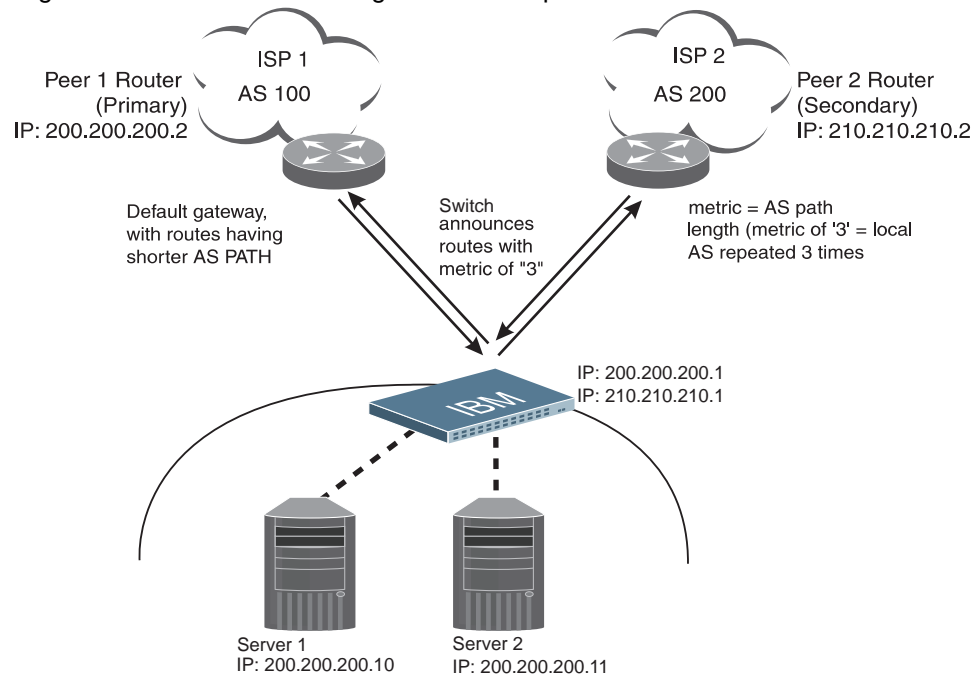 ISP 1
AS 100
Peer 1 Router
(Primary)
IP: 200.200.200.2
ISP 2
AS 200
Peer 2 Router
(Secondary)
IP: 210.210.210.2
Default gateway,
with routes having
shorter AS PATH
Switch
announces
routes with
metric of "3"
metric = AS path
length (metric of '3' = local
AS repeated 3 times
IBM
IP: 200.200.200.1
IP: 210.210.210.1
Server 1
IP: 200.200.200.10
Server 2
IP: 200.200.200.11